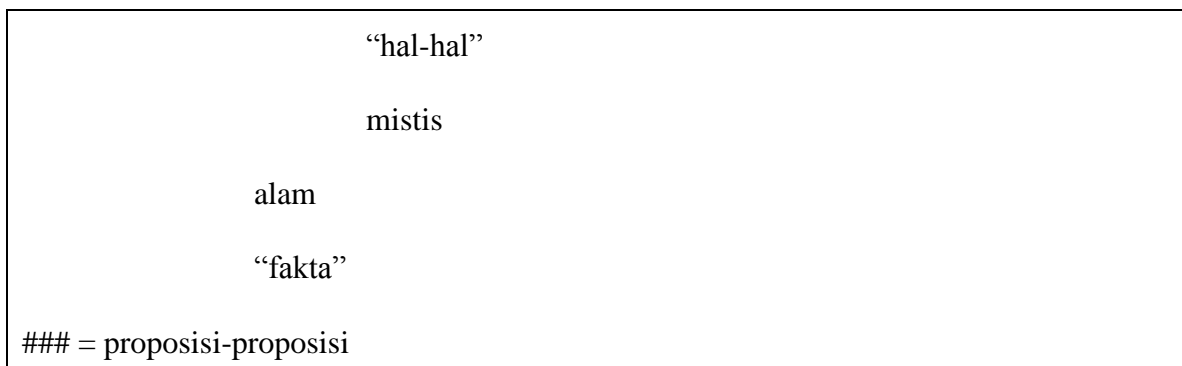 “hal-hal”
mistis
alam
“fakta”
### = proposisi-proposisi